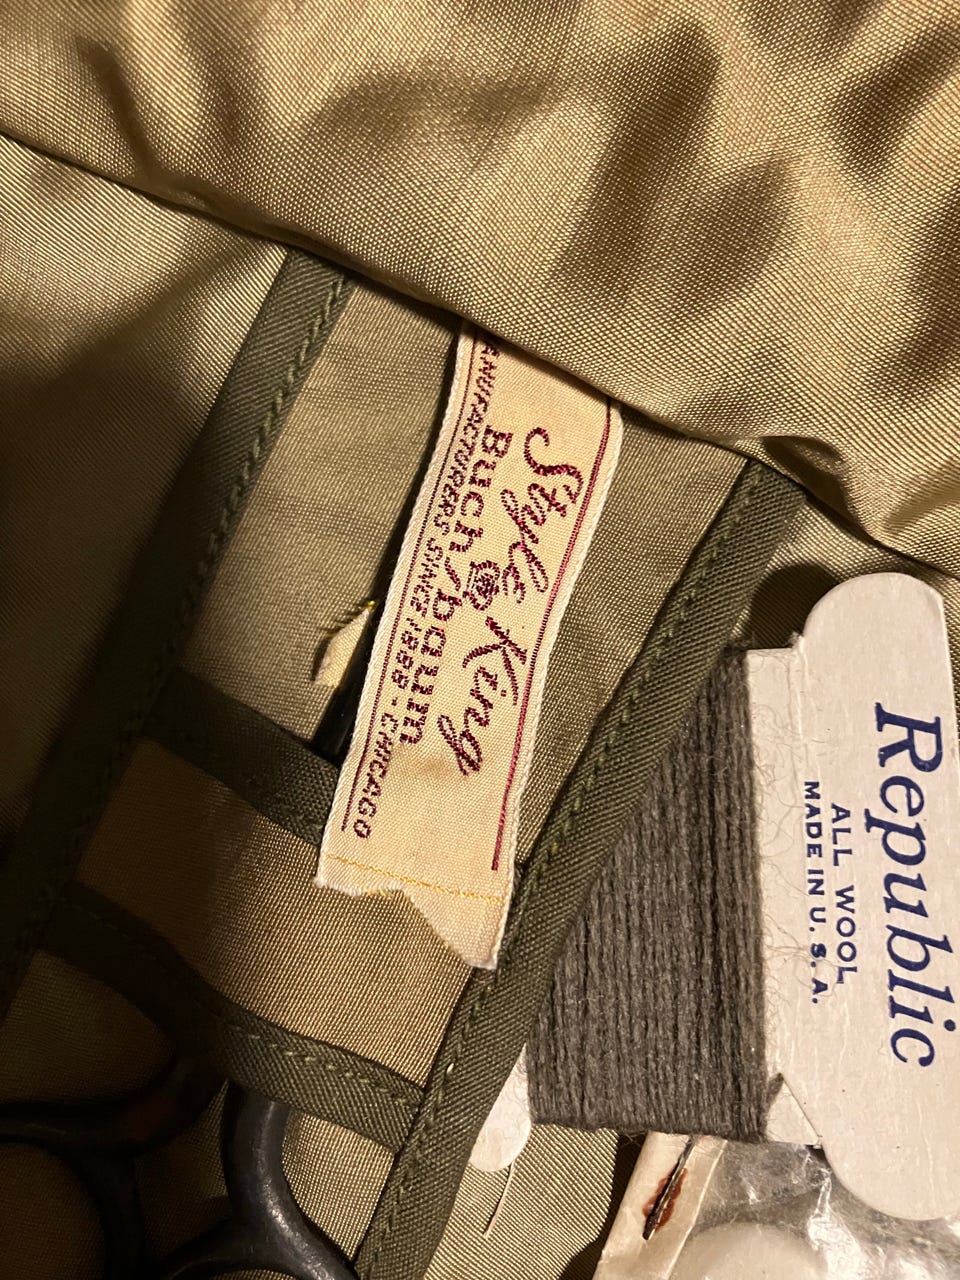 Style King
Buchsbaum
MANUFACTURERS SINCE 1888 · CHICAGO
Republic
ALL WOOL
MADE IN U. S. A.